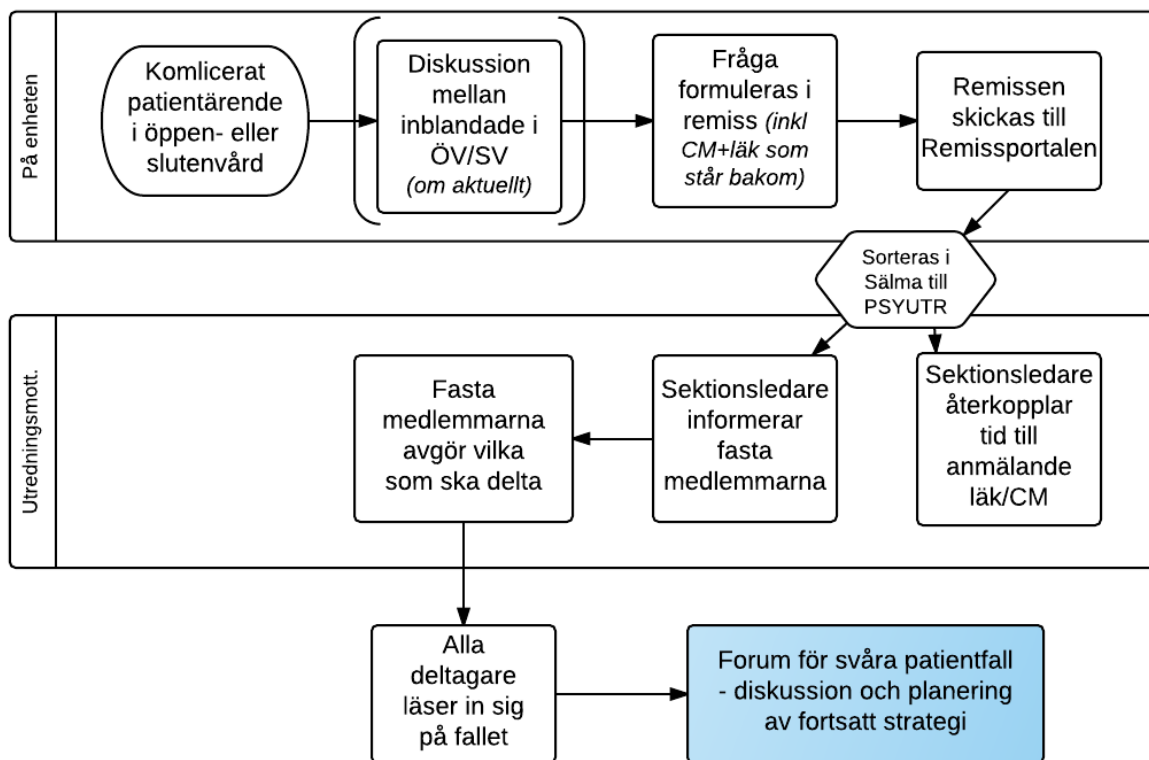 På enheten
Komlicerat
patientärende
i öppen- eller
slutenvård
Diskussion
mellan
inblandade i
ÖV/SV
(om aktuellt)
Fråga
formuleras i
remiss (inkl
CM+läk som
står bakom)
Remissen
skickas till
Remissportalen
Sorteras i
Sälma till
PSYUTR
Utredningsmott.
Fasta
medlemmarna
avgör vilka
som ska delta
Sektionsledare
informerar
fasta
medlemmarna
Sektionsledare
återkopplar
tid till
anmälande
läk/CM
Alla
deltagare
läser in sig
på fallet
Forum för svåra patientfall
- diskussion och planering
av fortsatt strategi